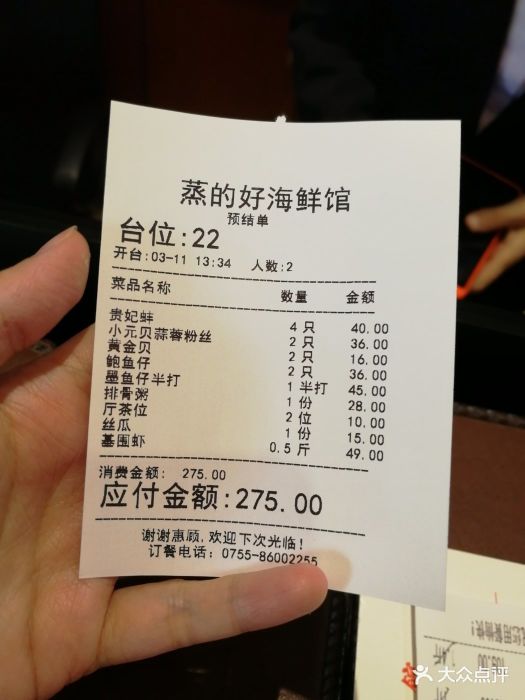 蒸的好海鲜馆
预结单
台位:22
开台:03-11 13:34 人数:2
菜品名称 数量 金额
贵妃蚌 4 只 40.00
小元贝蒜蓉粉丝 2 只 36.00
黄金贝 2 只 16.00
鲍鱼仔 2 只 36.00
墨鱼仔半打 1 半打 45.00
排骨粥 1 份 28.00
厅茶位 2 位 10.00
丝瓜 1 份 15.00
基围虾 0.5 斤 49.00
消费金额: 275.00
应付金额:275.00
谢谢惠顾,欢迎下次光临!
订餐电话: 0755-86002255
109.00
大众点评